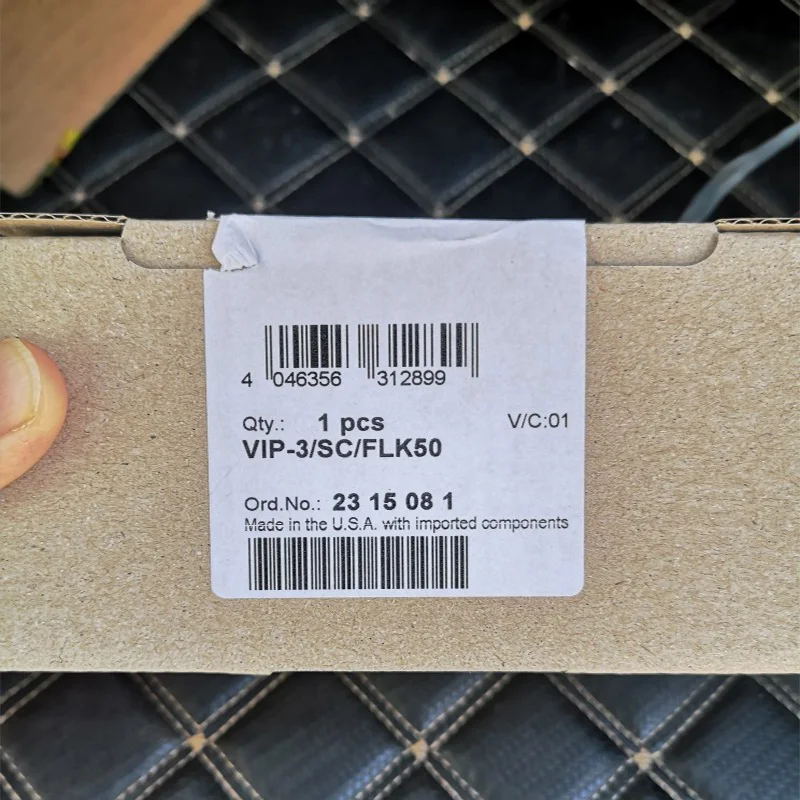 4 046356 312899
Qty.: 1 pcs V/C:01
VIP-3/SC/FLK50
Ord.No.: 23 15 08 1
Made in the U.S.A. with imported components